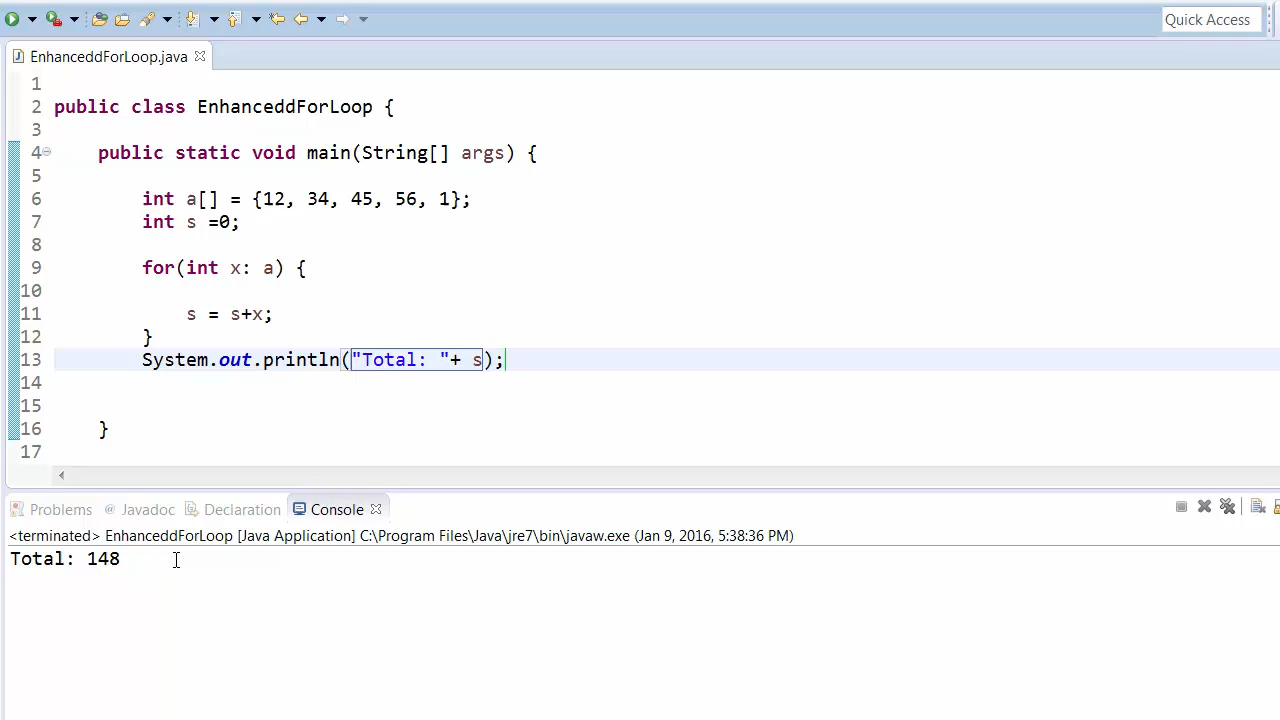 Quick Access
EnhanceddForLoop.java
1
2 public class EnhanceddForLoop {
3
4 public static void main(String[] args) {
5
6 int a[] = {12, 34, 45, 56, 1};
7 int s =0;
8
9 for(int x: a) {
10
11 s = s+x;
12 }
13 System.out.println("Total: "+ s);
14
15
16 }
17
Problems @ Javadoc Declaration Console
<terminated> EnhanceddForLoop [Java Application] C:\Program Files\Java\jre7\bin\javaw.exe (Jan 9, 2016, 5:38:36 PM)
Total: 148